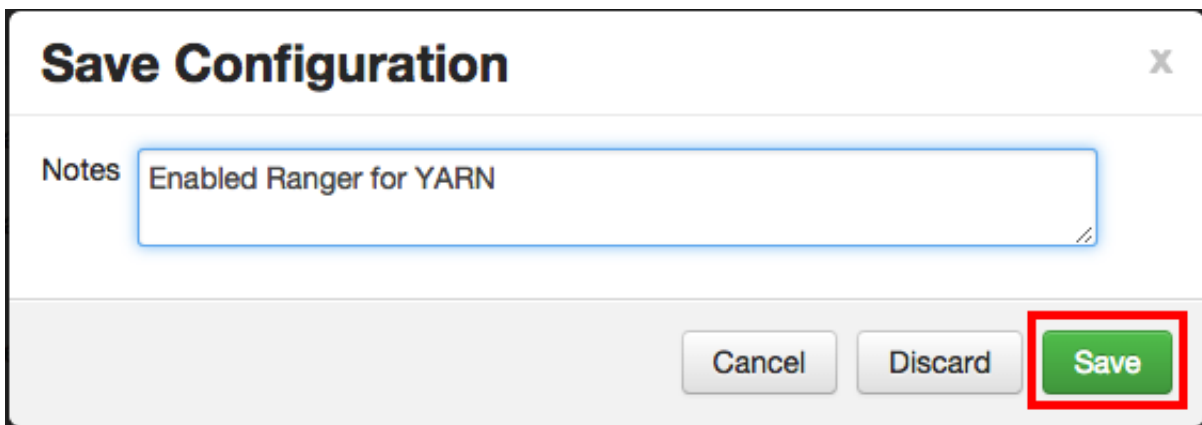 Save Configuration
x
Notes
Enabled Ranger for YARN
Cancel
Discard
Save